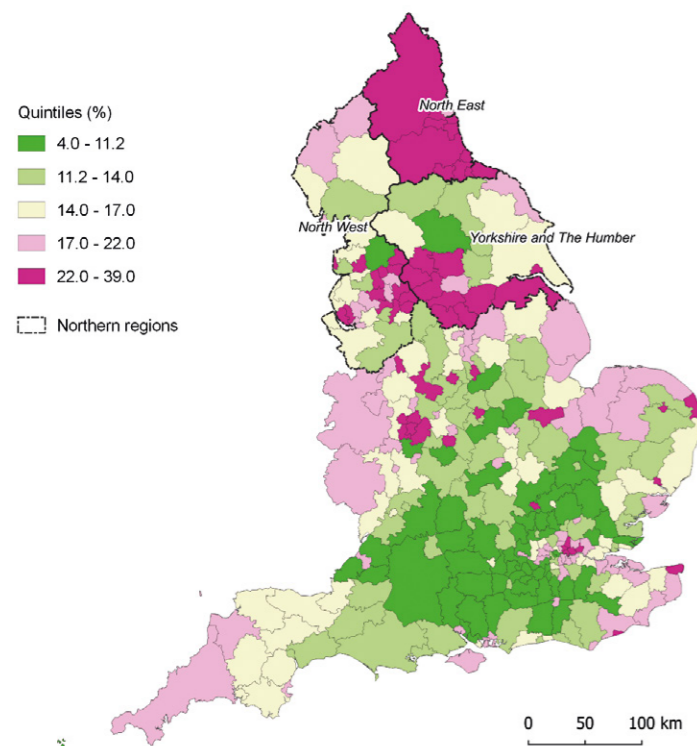 North East
Quintiles (%)
4.0 - 11.2
11.2 - 14.0
14.0 - 17.0
17.0 - 22.0
22.0 - 39.0
Northern regions
North West
Yorkshire and The Humber
0 50 100 km